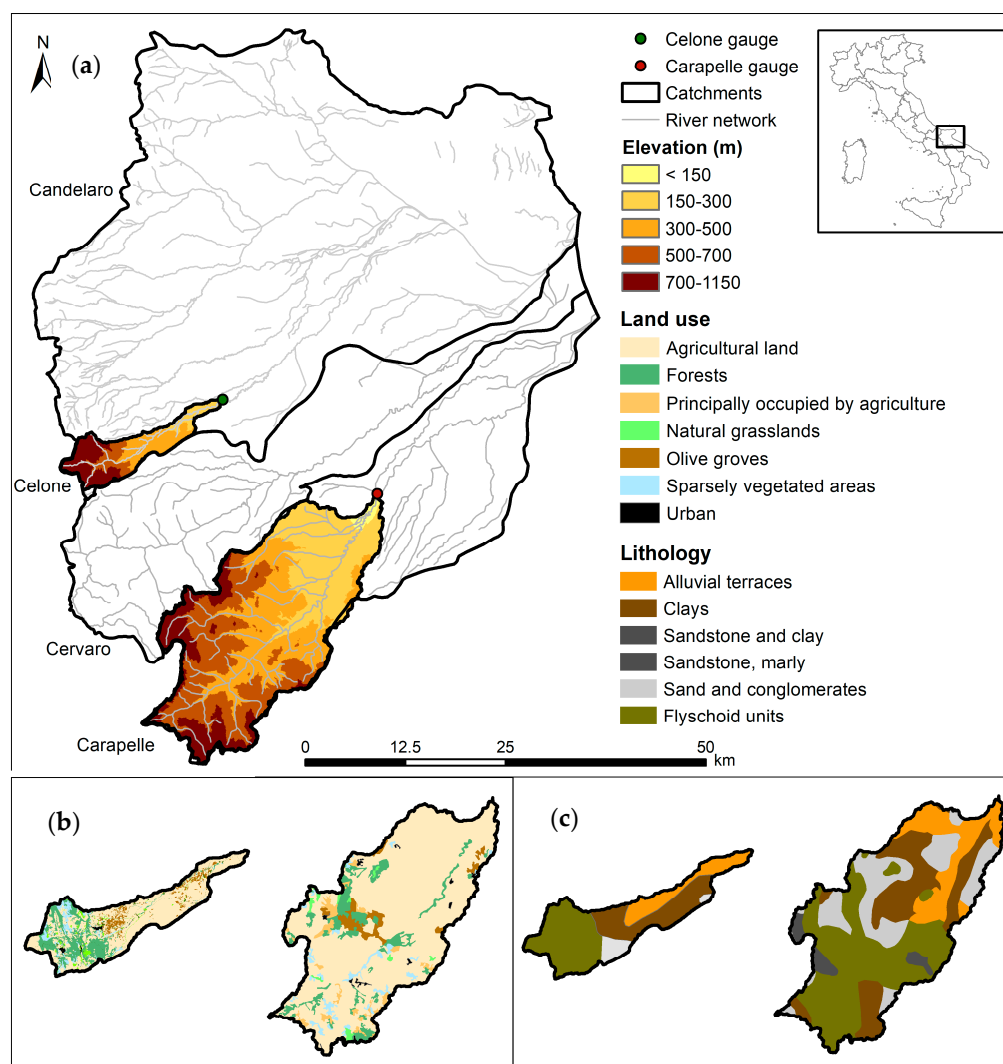 N
(a)
Celone gauge
Carapelle gauge
Catchments
River network
Elevation (m)
< 150
150-300
300-500
500-700
700-1150
Land use
Agricultural land
Forests
Principally occupied by agriculture
Natural grasslands
Olive groves
Sparsely vegetated areas
Urban
Lithology
Alluvial terraces
Clays
Sandstone and clay
Sandstone, marly
Sand and conglomerates
Flyschoid units
Candelaro
Celone
Cervaro
Carapelle
0 12.5 25 50
km
(b)
(c)